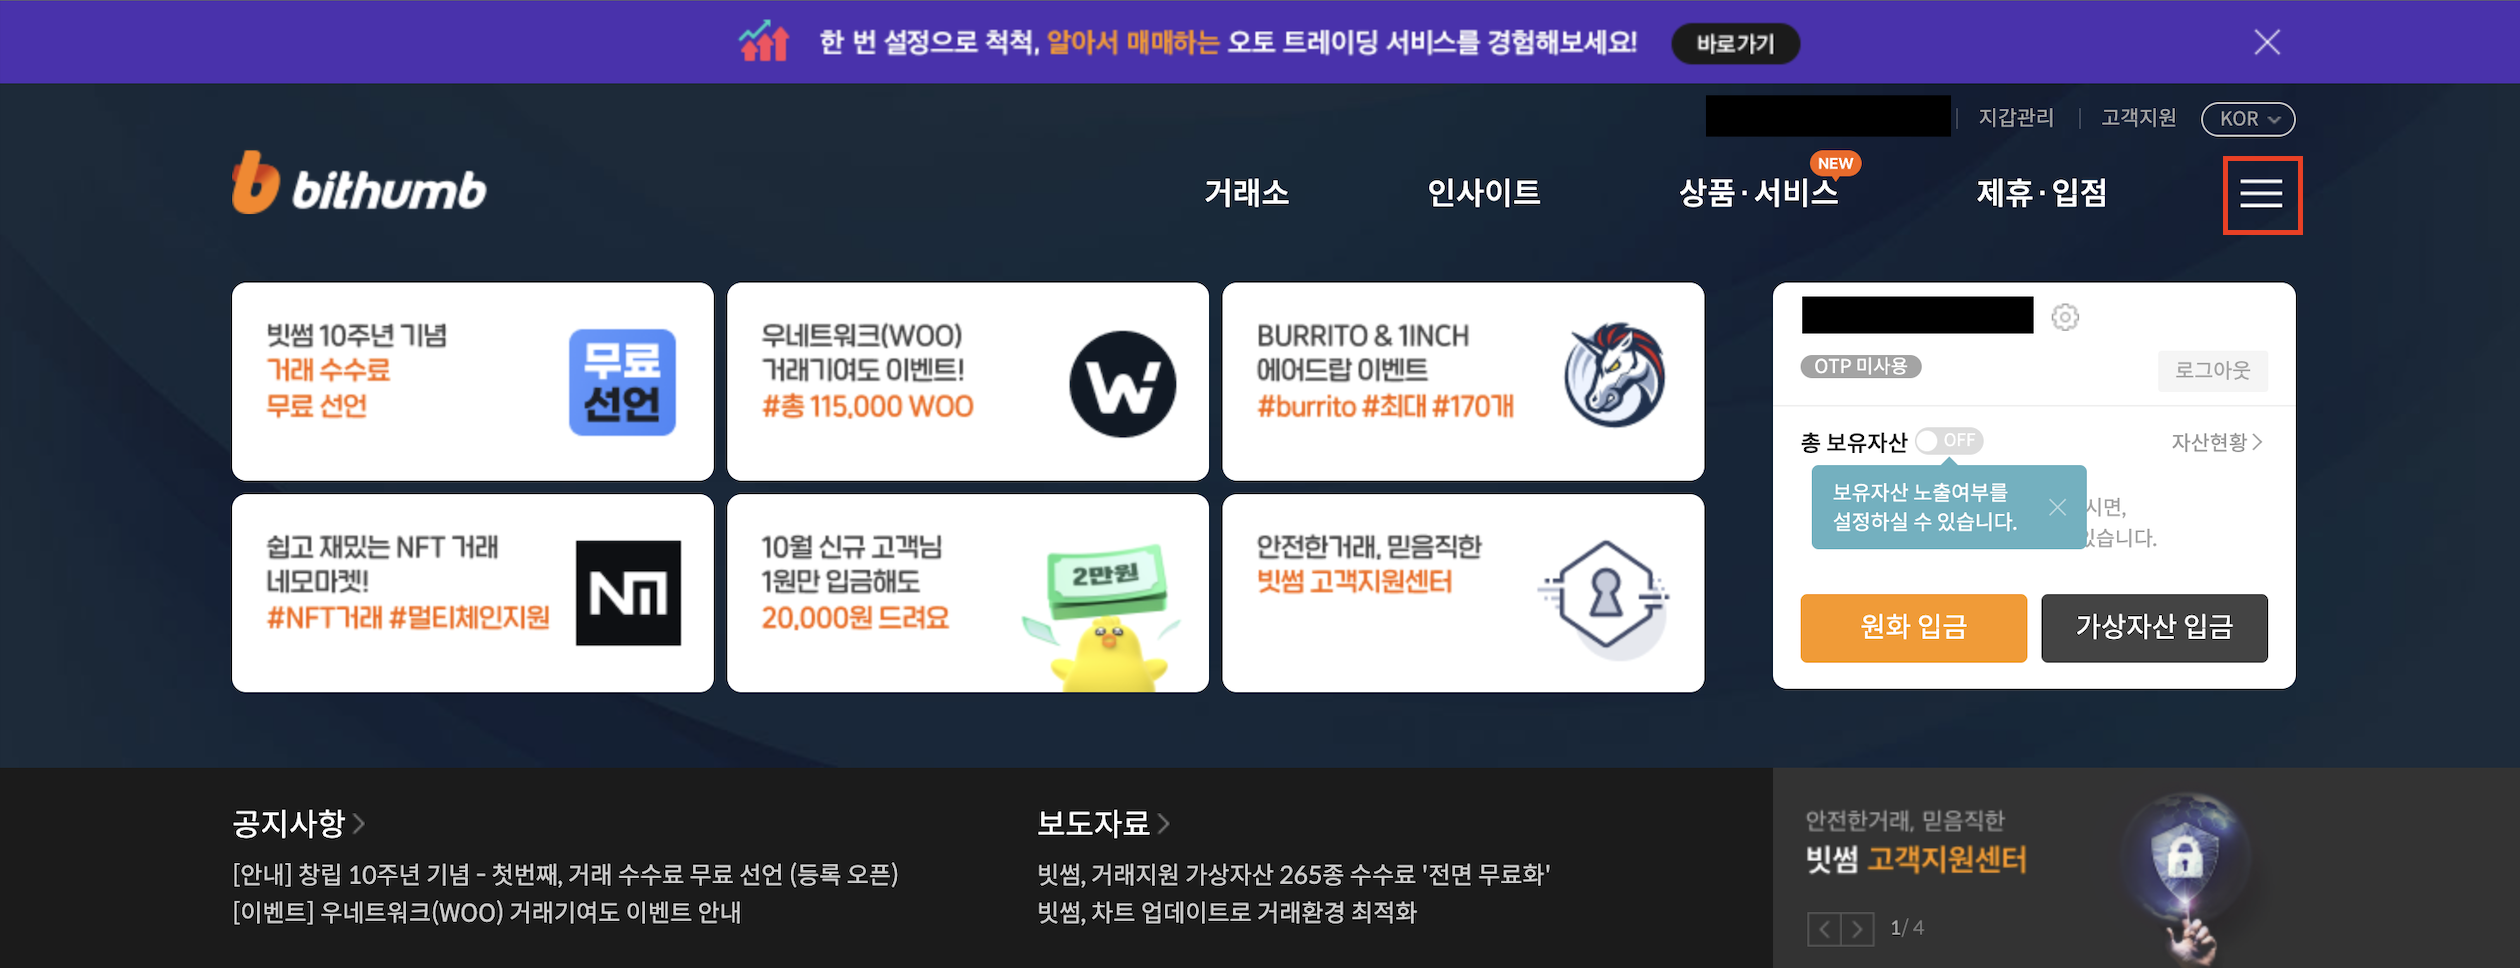 한 번 설정으로 척척, 알아서 매매하는 오토 트레이딩 서비스를 경험해보세요! 바로가기
지갑관리 고객지원 KOR
bithumb
거래소 인사이트 상품·서비스 NEW 제휴·입점
빗썸 10주년 기념
거래 수수료
무료 선언
무료
선언
우네트워크(WOO)
거래기여도 이벤트!
#총 115,000 WOO
W
BURRITO & 1INCH
에어드랍 이벤트
#burrito #최대 #170개
쉽고 재밌는 NFT 거래
네모마켓!
#NFT거래 #멀티체인지원
NM
10월 신규 고객님
1원만 입금해도
20,000원 드려요
2만원
안전한거래, 믿음직한
빗썸 고객지원센터
OTP 미사용
로그아웃
총 보유자산 OFF 자산현황
보유자산 노출여부를
설정하실 수 있습니다.
시면,
있습니다.
원화 입금 가상자산 입금
공지사항
[안내] 창립 10주년 기념 - 첫번째, 거래 수수료 무료 선언 (등록 오픈)
[이벤트] 우네트워크(WOO) 거래기여도 이벤트 안내
보도자료
빗썸, 거래지원 가상자산 265종 수수료 '전면 무료화'
빗썸, 차트 업데이트로 거래환경 최적화
안전한거래, 믿음직한
빗썸 고객지원센터
1/ 4